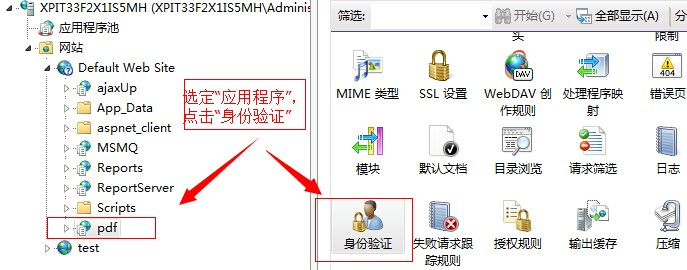 XPIT33F2X1IS5MH (XPIT33F2X1IS5MH\Adminis
应用程序池
网站
Default Web Site
ajaxUp
App_Data
aspnet_client
MSMQ
Reports
ReportServer
Scripts
pdf
test
选定“应用程序”,
点击“身份验证”
筛选:
开始(G)
全部显示(A)
分
头
限制
MIME 类型
SSL 设置
WebDAV 创
作规则
处理程序映
射
错误页
404
DAV
模块
默认文档
目录浏览
请求筛选
日志
身份验证
失败请求跟
踪规则
授权规则
输出缓存
压缩